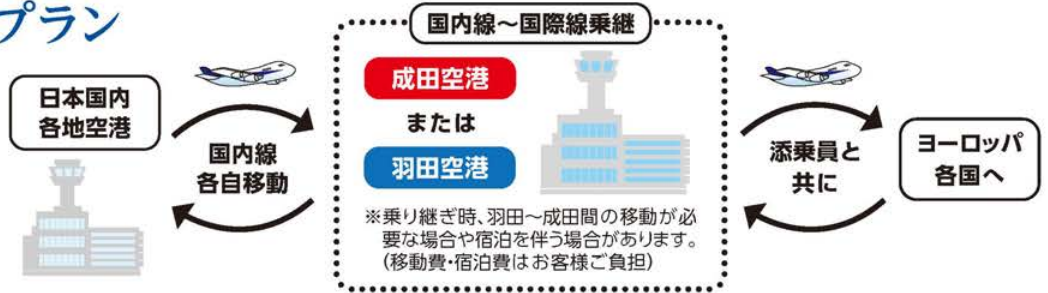 プラン
国内線～国際線乗継
日本国内
各地空港
国内線
各自移動
成田空港
または
羽田空港
※乗り継ぎ時、羽田～成田間の移動が必
要な場合や宿泊を伴う場合があります。
（移動費・宿泊費はお客様ご負担）
添乗員と
共に
ヨーロッパ
各国へ